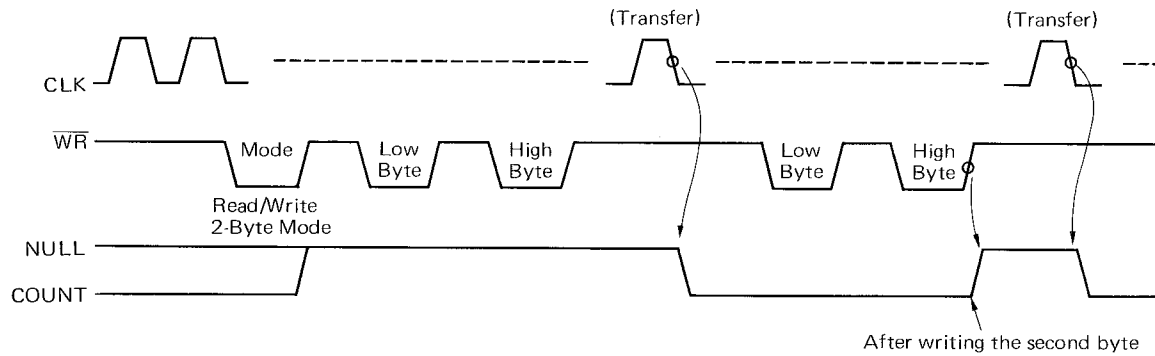 (Transfer) (Transfer)
CLK
WR
Mode Low High Low High
Byte Byte Byte Byte
Read/Write
2-Byte Mode
NULL
COUNT
After writing the second byte